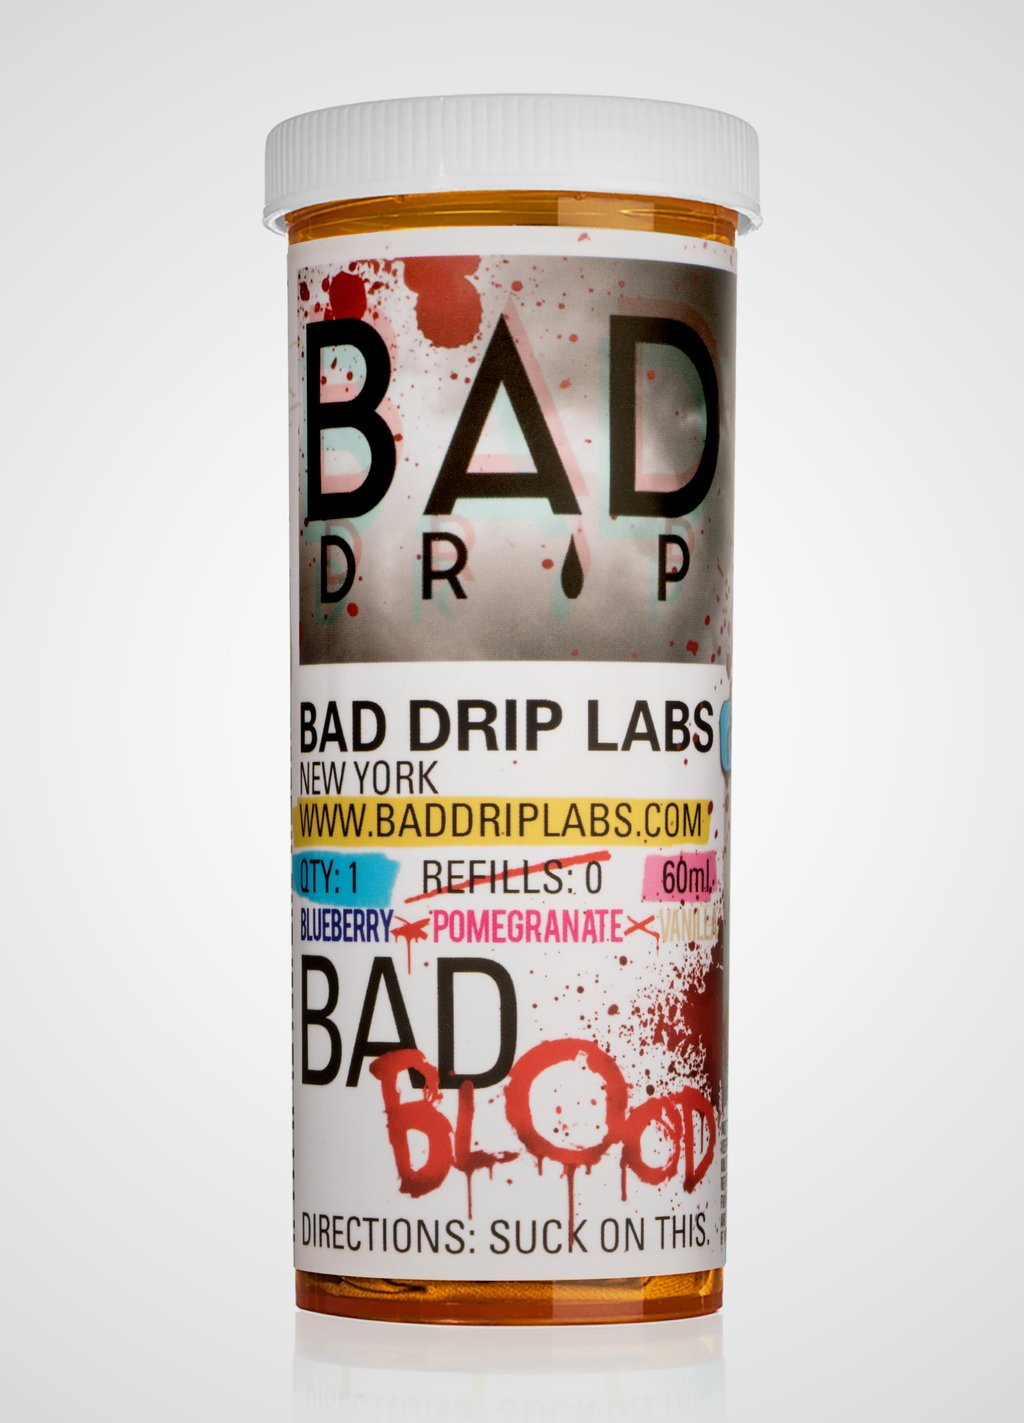 BAD
DRIP
BAD DRIP LABS
NEW YORK
WWW.BADDRIPLABS.COM
QTY: 1 REFILLS: 0 60ml.
BLUEBERRY X POMEGRANATE X VANILLA
BAD
BLOOD
DIRECTIONS: SUCK ON THIS.